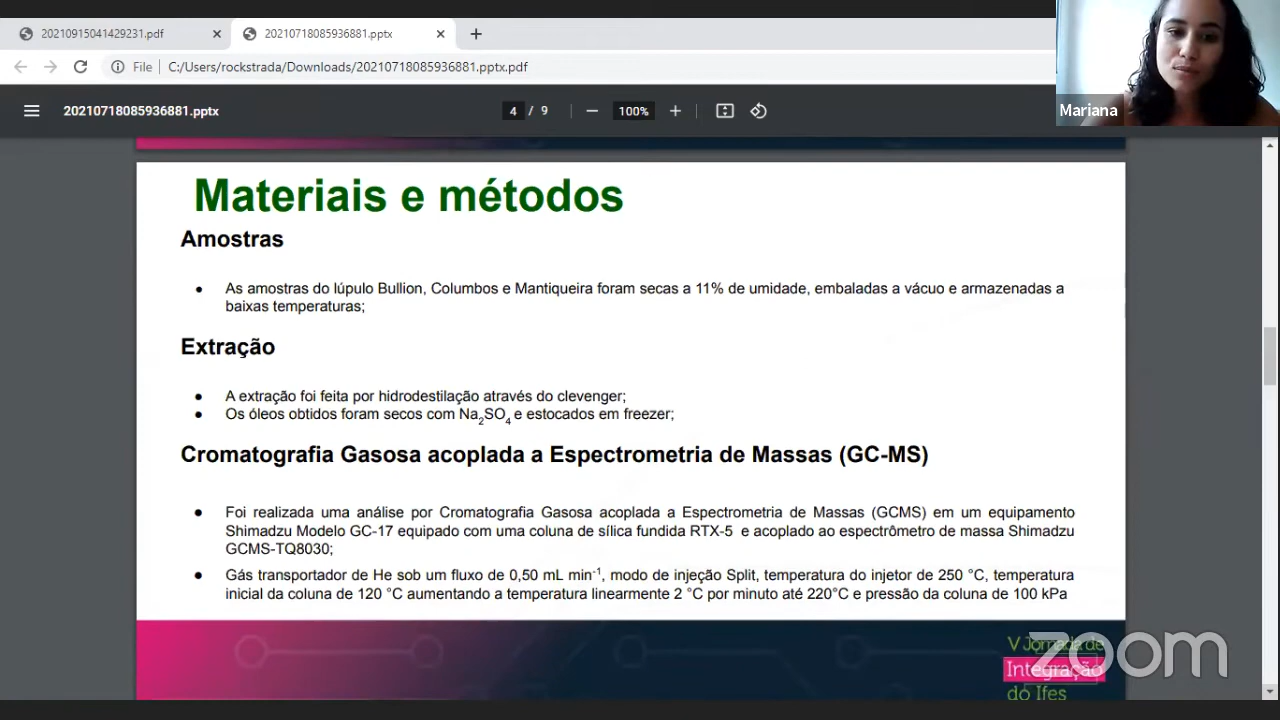 20210915041429231.pdf
20210718085936881.pptx
File
C:/Users/rockstrada/Downloads/20210718085936881.pptx.pdf
20210718085936881.pptx
4 / 9
100%
Mariana
Materiais e métodos
Amostras
• As amostras do lúpulo Bullion, Columbos e Mantiqueira foram secas a 11% de umidade, embaladas a vácuo e armazenadas a
baixas temperaturas;
Extração
• A extração foi feita por hidrodestilação através do clevenger;
• Os óleos obtidos foram secos com Na₂SO₄ e estocados em freezer;
Cromatografia Gasosa acoplada a Espectrometria de Massas (GC-MS)
• Foi realizada uma análise por Cromatografia Gasosa acoplada a Espectrometria de Massas (GCMS) em um equipamento
Shimadzu Modelo GC-17 equipado com uma coluna de sílica fundida RTX-5 e acoplado ao espectrômetro de massa Shimadzu
GCMS-TQ8030;
• Gás transportador de He sob um fluxo de 0,50 mL min⁻¹, modo de injeção Split, temperatura do injetor de 250 °C, temperatura
inicial da coluna de 120 °C aumentando a temperatura linearmente 2 °C por minuto até 220°C e pressão da coluna de 100 kPa
V Jornada de
Integração
do Ifes
zoom